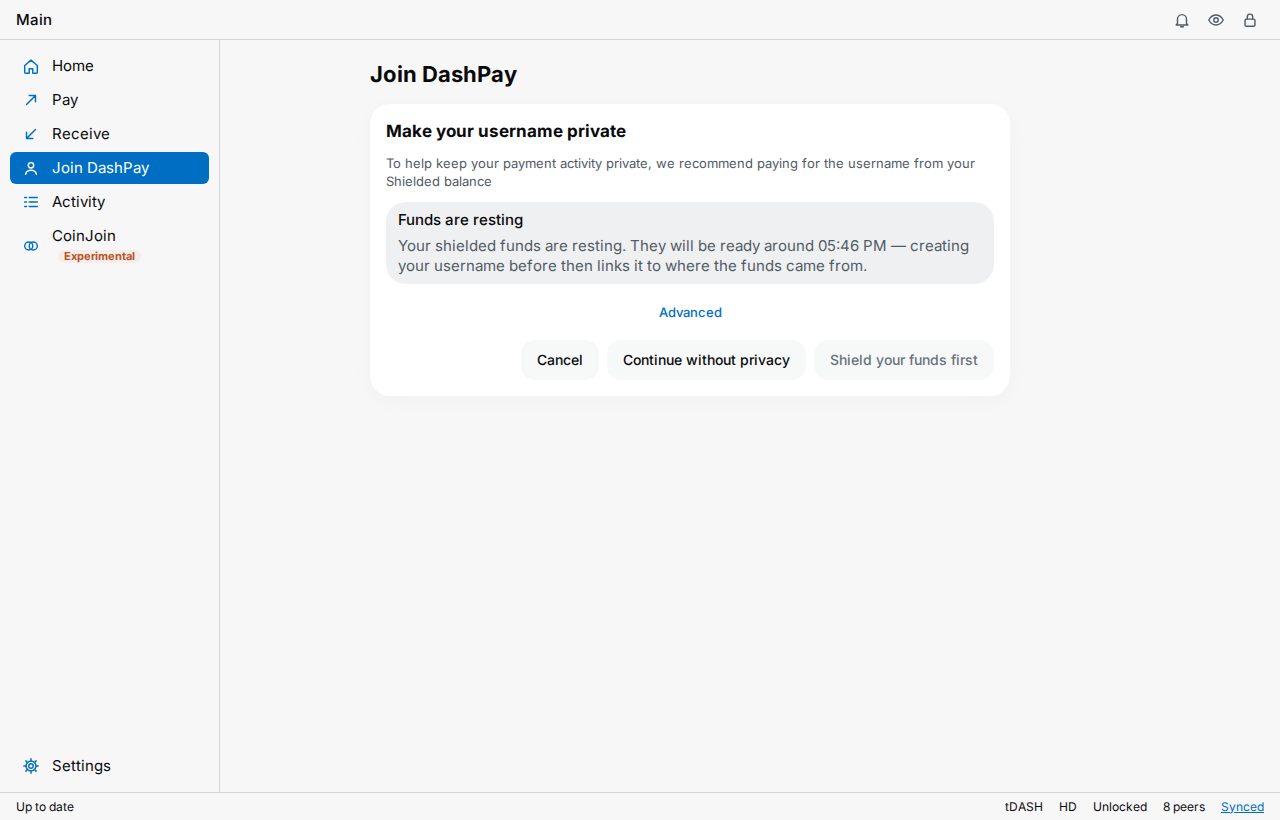 Main
Home
Pay
Receive
Join DashPay
Activity
CoinJoin
Experimental
Settings
Join DashPay
Make your username private
To help keep your payment activity private, we recommend paying for the username from your
Shielded balance
Funds are resting
Your shielded funds are resting. They will be ready around 05:46 PM — creating
your username before then links it to where the funds came from.
Advanced
Cancel
Continue without privacy
Shield your funds first
Up to date
tDASH
HD
Unlocked
8 peers
Synced